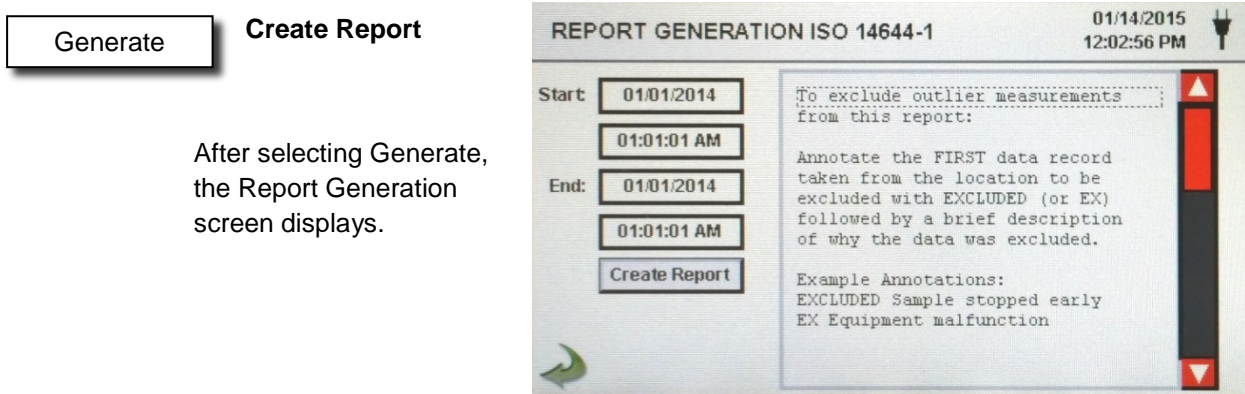 Generate
Create Report
After selecting Generate,
the Report Generation
screen displays.
REPORT GENERATION ISO 14644-1
01/14/2015
12:02:56 PM
Start:
01/01/2014
01:01:01 AM
End:
01/01/2014
01:01:01 AM
Create Report
To exclude outlier measurements
from this report:
Annotate the FIRST data record
taken from the location to be
excluded with EXCLUDED (or EX)
followed by a brief description
of why the data was excluded.
Example Annotations:
EXCLUDED Sample stopped early
EX Equipment malfunction